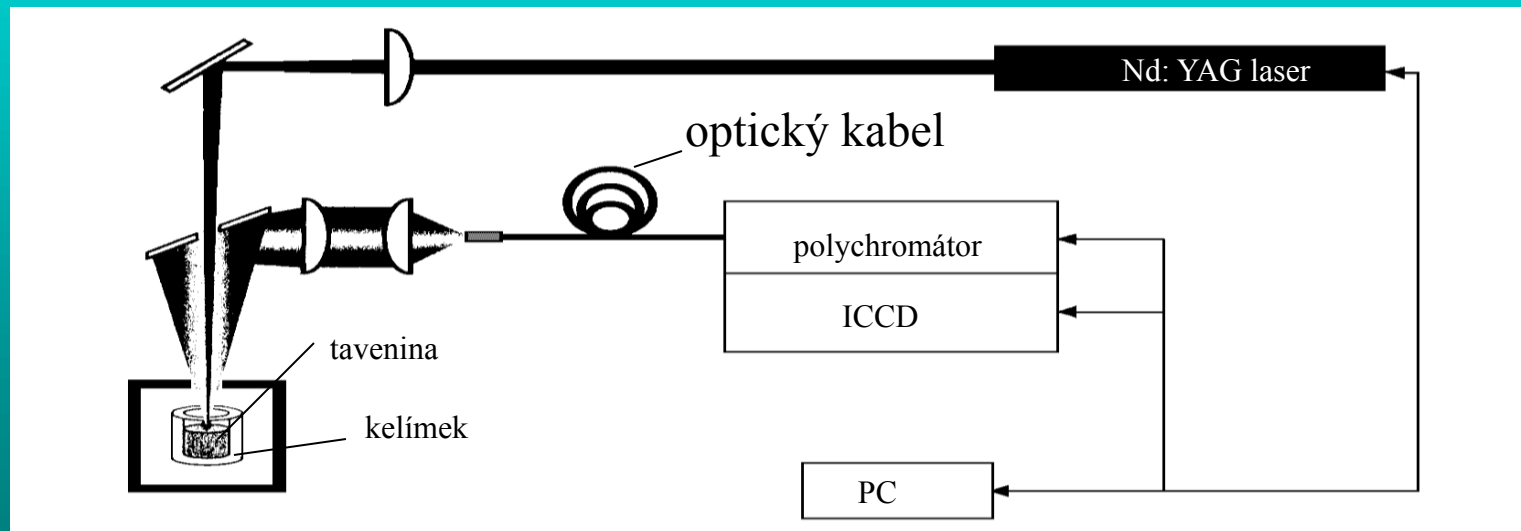 Nd: YAG laser
optický kabel
polychromátor
ICCD
tavenina
kelímek
PC